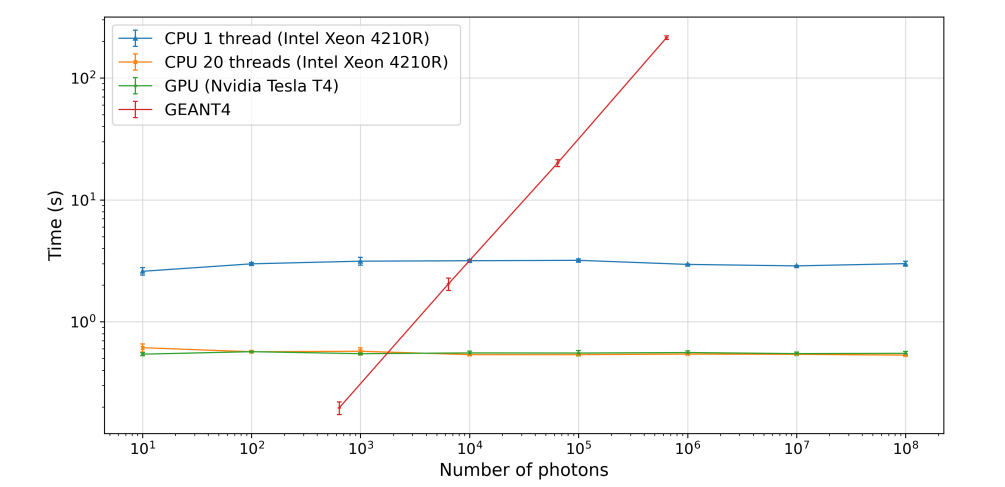 CPU 1 thread (Intel Xeon 4210R)
CPU 20 threads (Intel Xeon 4210R)
GPU (Nvidia Tesla T4)
GEANT4
Time (s)
10²
10¹
10⁰
10¹ 10² 10³ 10⁴ 10⁵ 10⁶ 10⁷ 10⁸
Number of photons